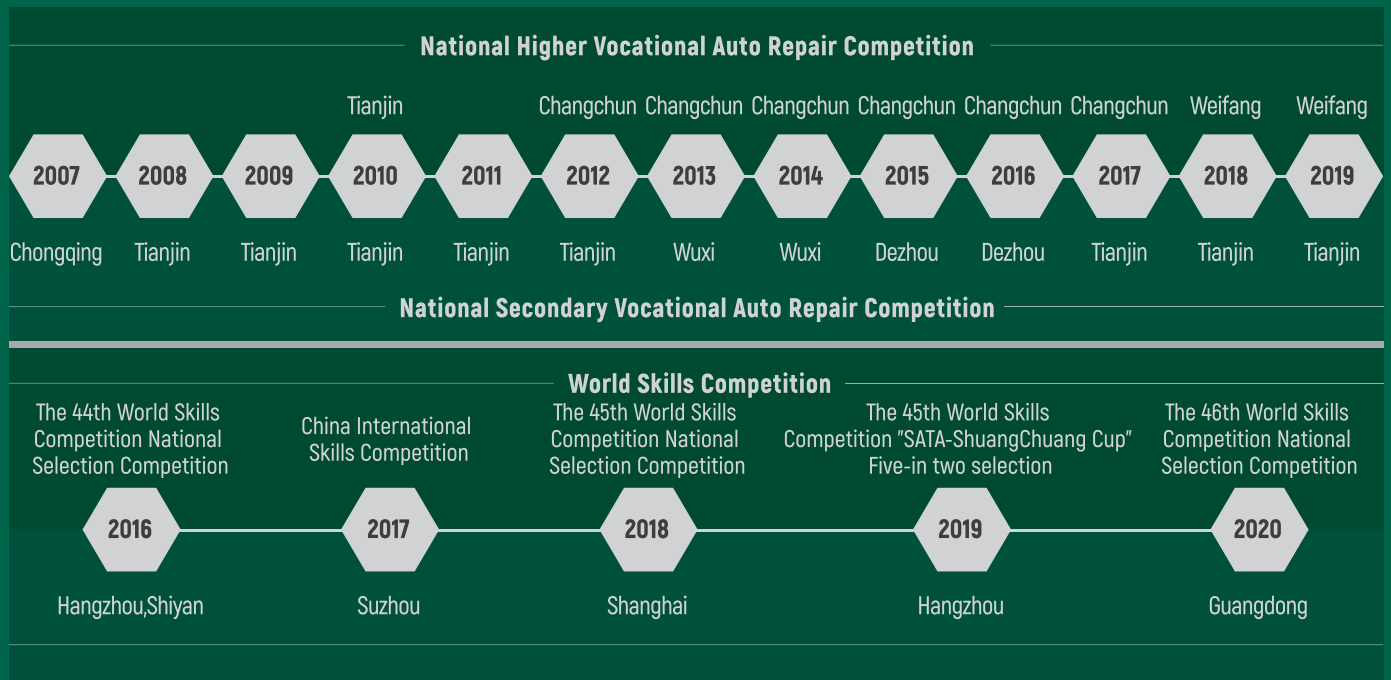 National Higher Vocational Auto Repair Competition
Tianjin Changchun Changchun Changchun Changchun Changchun Changchun Weifang Weifang
2007 2008 2009 2010 2011 2012 2013 2014 2015 2016 2017 2018 2019
Chongqing Tianjin Tianjin Tianjin Tianjin Tianjin Wuxi Wuxi Dezhou Dezhou Tianjin Tianjin Tianjin
National Secondary Vocational Auto Repair Competition
World Skills Competition
The 44th World Skills
Competition National
Selection Competition
China International
Skills Competition
The 45th World Skills
Competition National
Selection Competition
The 45th World Skills
Competition "SATA-ShuangChuang Cup"
Five-in two selection
The 46th World Skills
Competition National
Selection Competition
2016 2017 2018 2019 2020
Hangzhou,Shiyan Suzhou Shanghai Hangzhou Guangdong